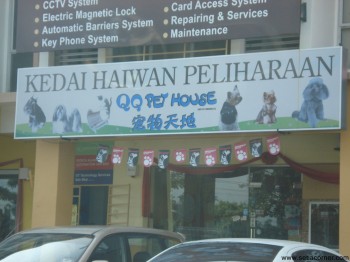 CCTV System
Electric Magnetic Lock
Automatic Barriers System
Key Phone System
Card Access System
Repairing & Services
Maintenance
KEDAI HAIWAN PELIHARAAN
QQ PET HOUSE
宠物天地